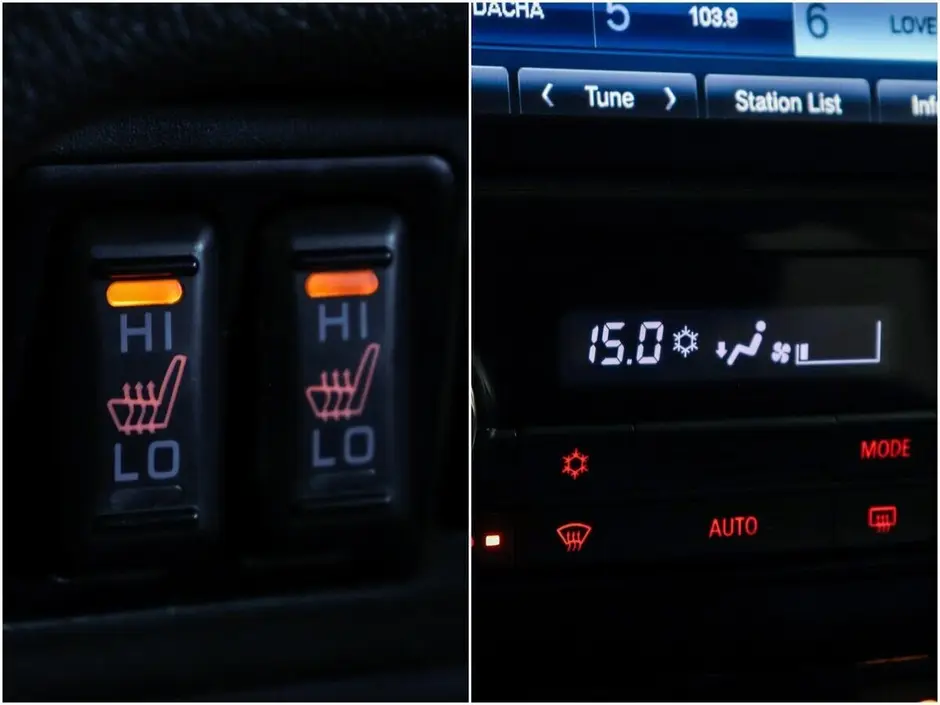 HI
LO
HI
LO
DACHA
5
103.9
6
LOVE
< Tune >
Station List
15.0
MODE
AUTO